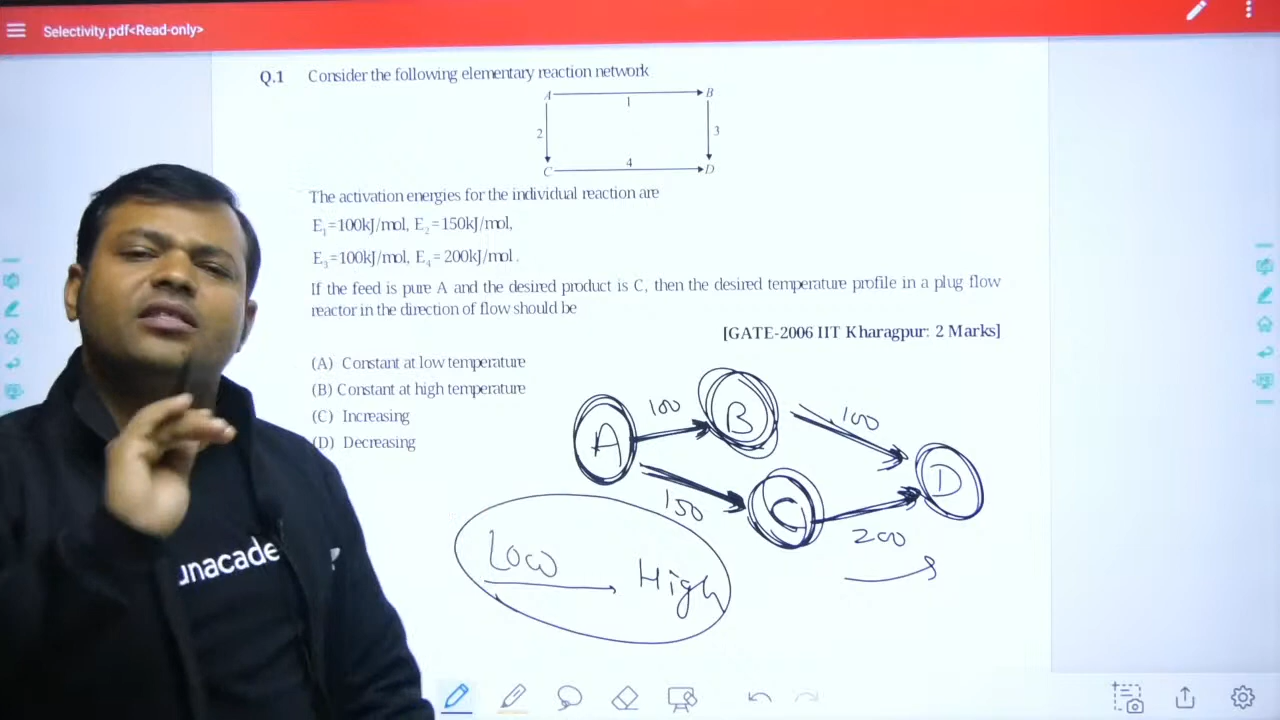 Selectivity.pdf<Read-only>
Q.1 Consider the following elementary reaction network
A B
1
2 3
4
C D
The activation energies for the individual reaction are
E₁=100kJ/mol, E₂=150kJ/mol,
E₃=100kJ/mol, E₄=200kJ/mol.
If the feed is pure A and the desired product is C, then the desired temperature profile in a plug flow
reactor in the direction of flow should be
[GATE-2006 IIT Kharagpur: 2 Marks]
(A) Constant at low temperature
(B) Constant at high temperature
(C) Increasing
(D) Decreasing
A 100 B 100 D
150 C 200
Low → High
unacade